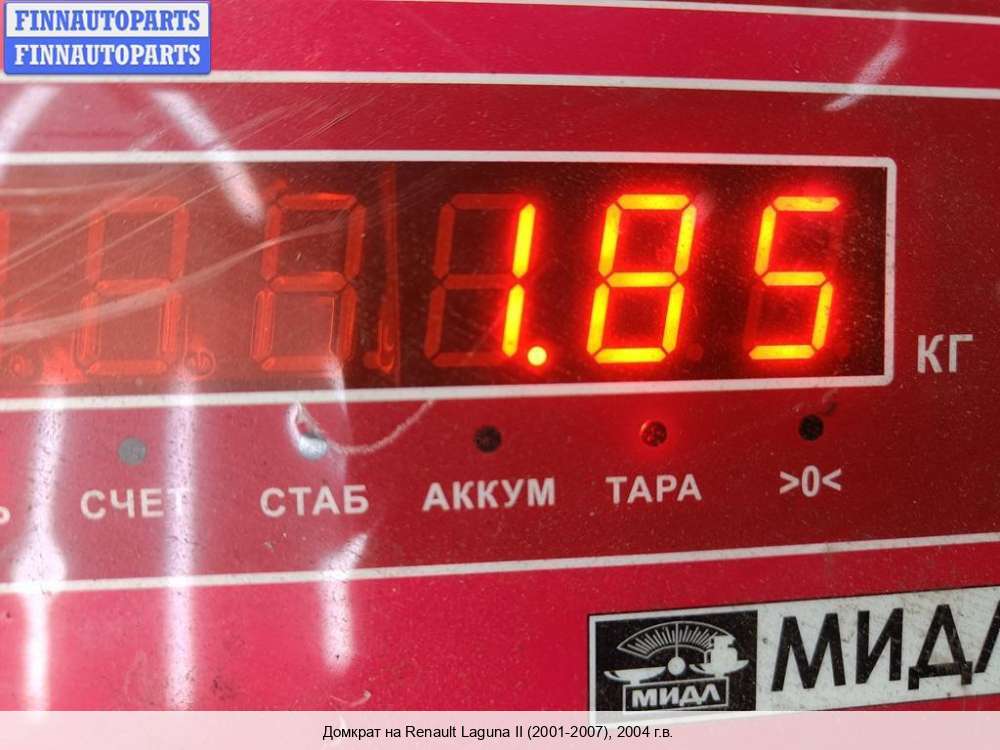 FINNAUTOPARTS
FINNAUTOPARTS
1.85
КГ
СЧЕТ
СТАБ
АККУМ
ТАРА
>0<
МИДЛ
МИДЛ
Домкрат на Renault Laguna II (2001-2007), 2004 г.в.